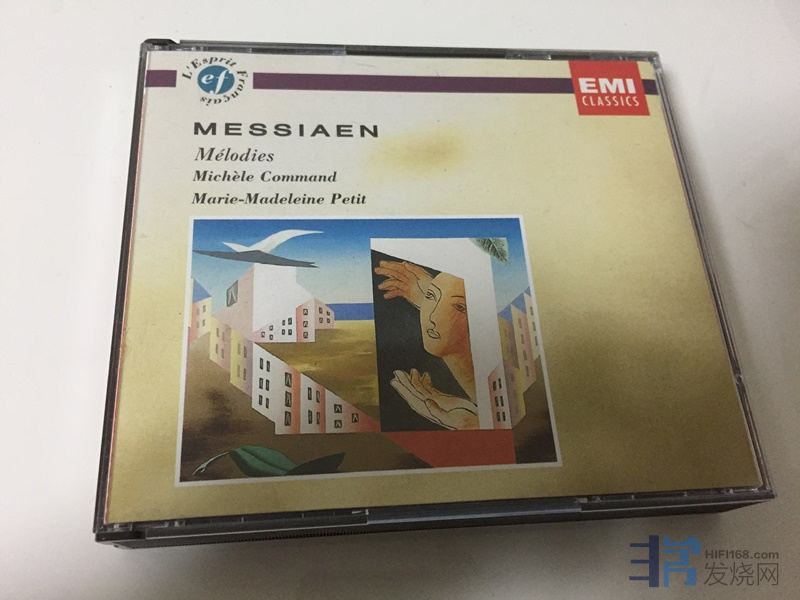 L'Esprit Français
ef
EMI
CLASSICS
MESSIAEN
Mélodies
Michèle Command
Marie-Madeleine Petit
HIFI168.com
发烧网